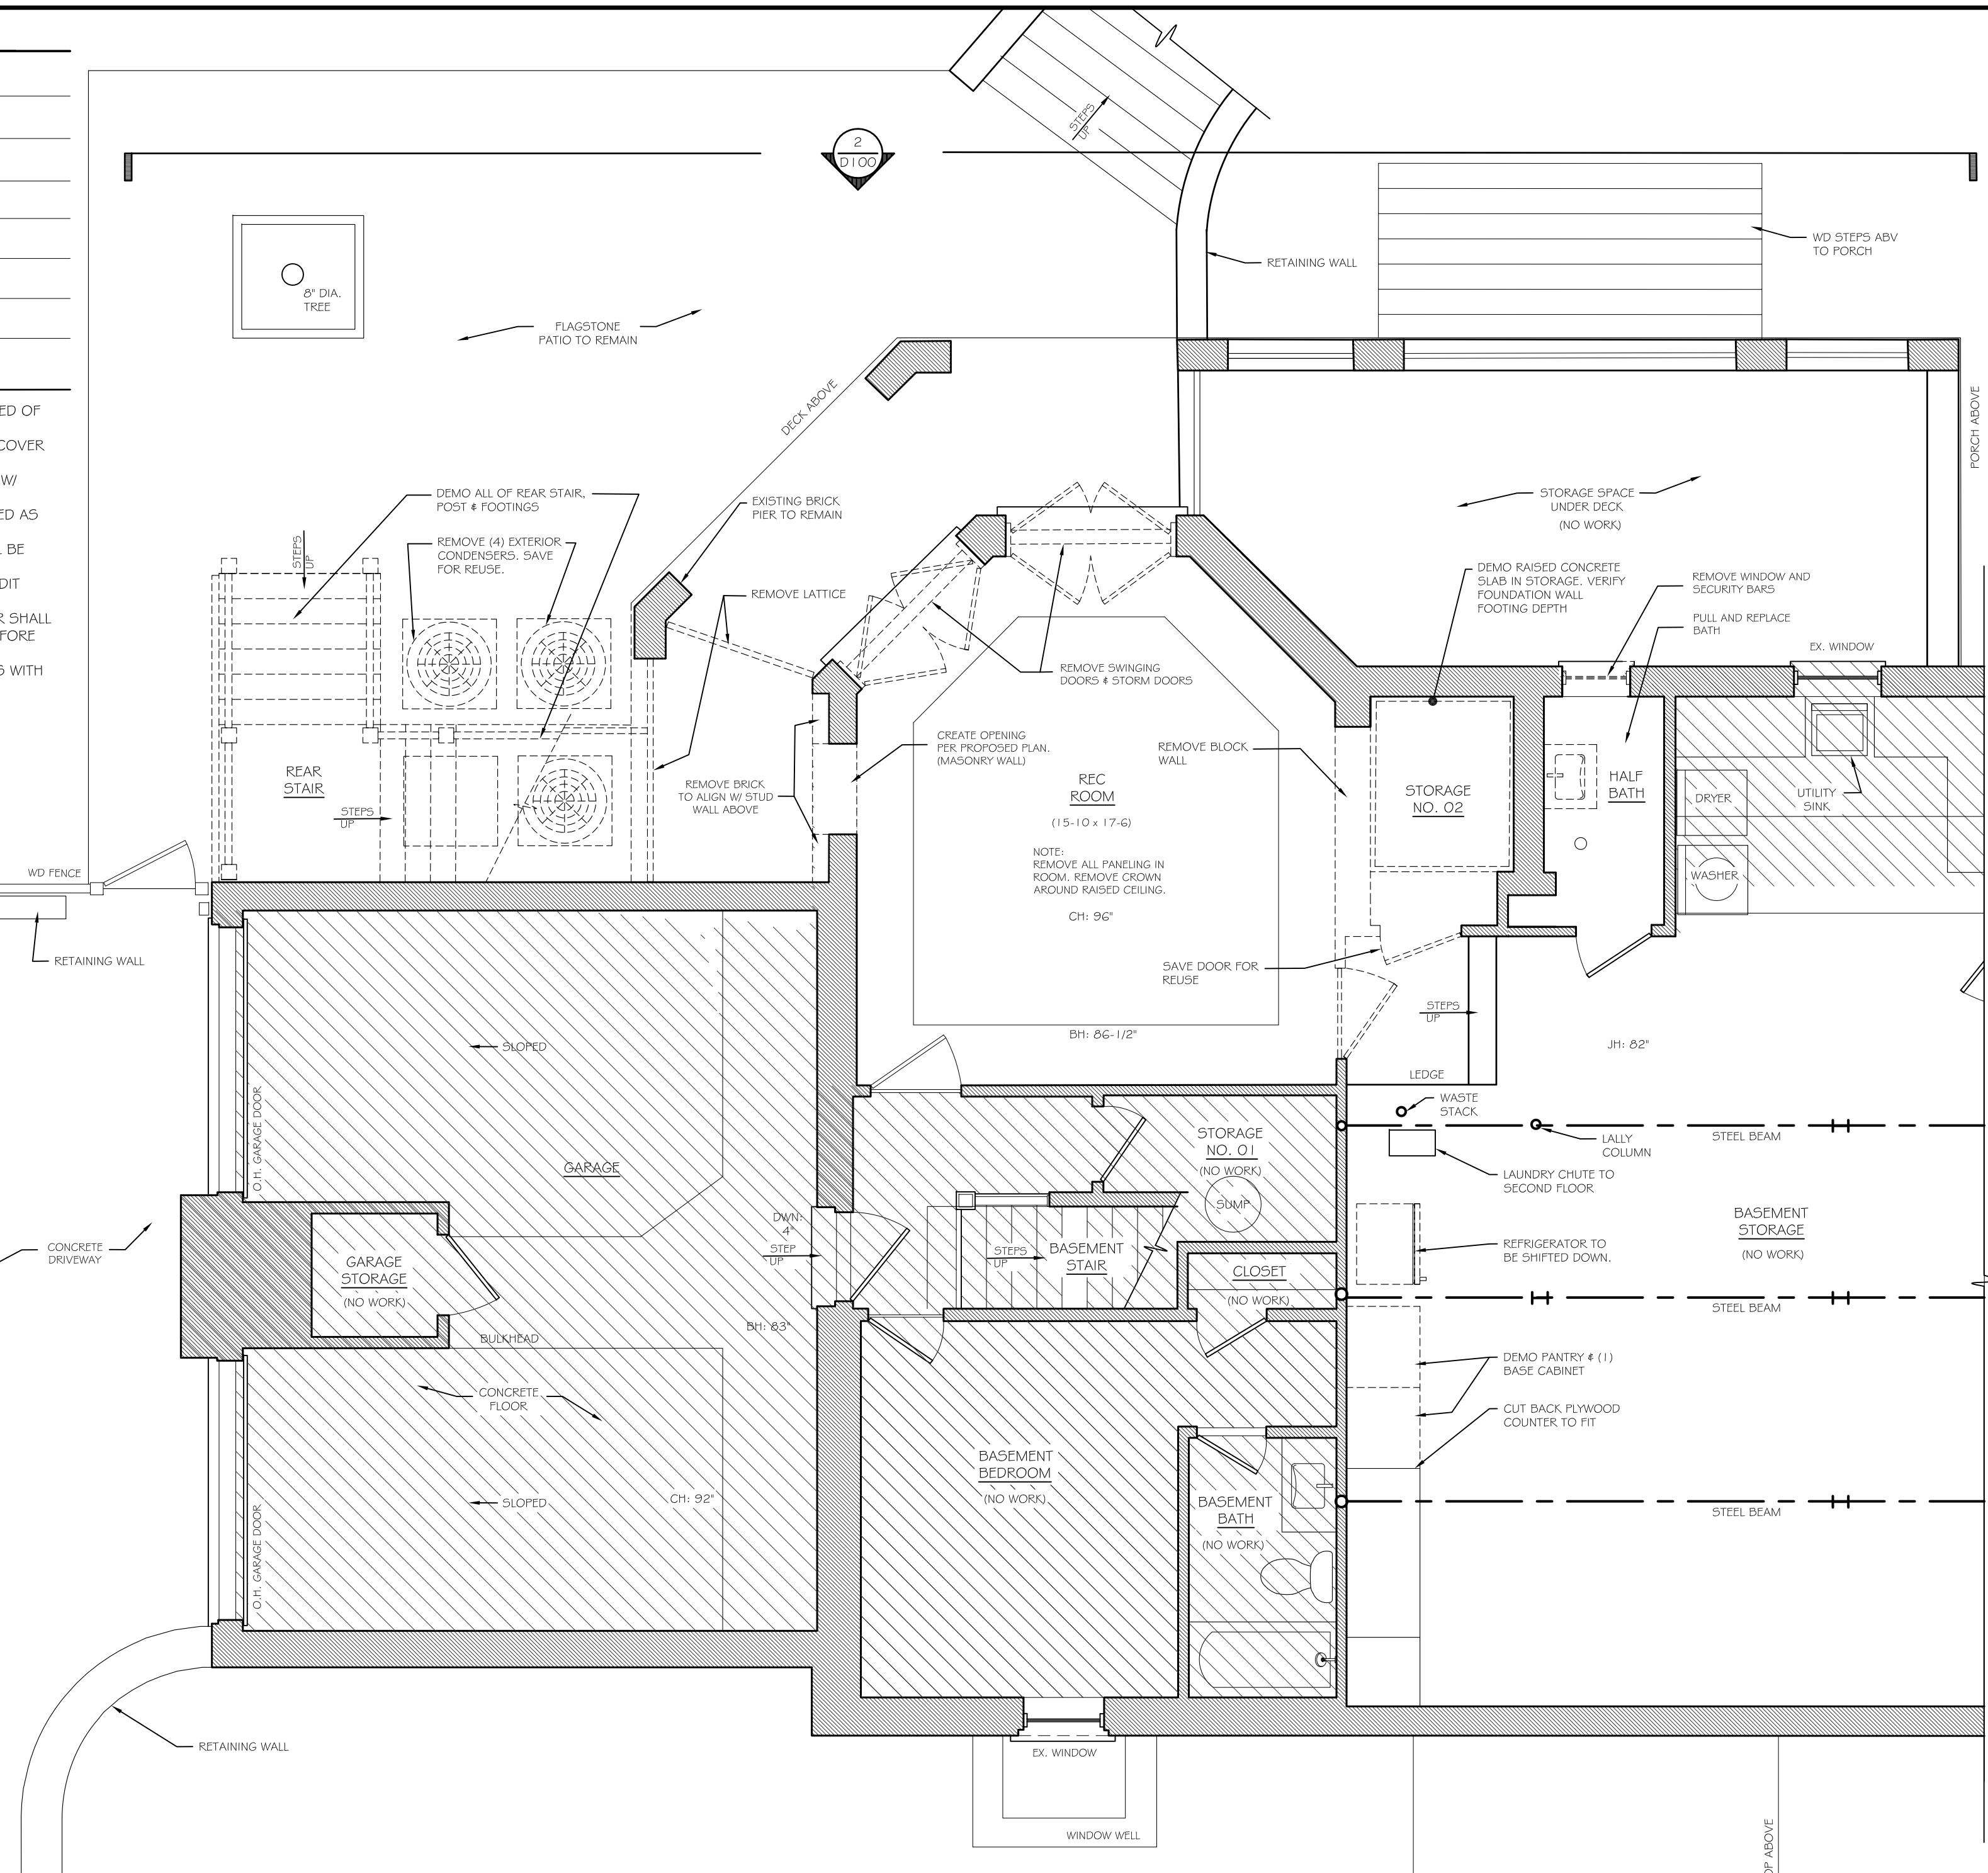 ED OF
COVER
W/
ED AS
BE
DIT
R SHALL
FORE
S WITH
2
D100
STEPS
UP
8" DIA.
TREE
FLAGSTONE
PATIO TO REMAIN
RETAINING WALL
WD STEPS ABV
TO PORCH
DECK ABOVE
PORCH ABOVE
DEMO ALL OF REAR STAIR,
POST & FOOTINGS
EXISTING BRICK
PIER TO REMAIN
STORAGE SPACE
UNDER DECK
(NO WORK)
STEPS
UP
REMOVE (4) EXTERIOR
CONDENSERS. SAVE
FOR REUSE.
REMOVE LATTICE
DEMO RAISED CONCRETE
SLAB IN STORAGE. VERIFY
FOUNDATION WALL
FOOTING DEPTH
REMOVE WINDOW AND
SECURITY BARS
PULL AND REPLACE
BATH
EX. WINDOW
REMOVE SWINGING
DOORS & STORM DOORS
CREATE OPENING
PER PROPOSED PLAN.
(MASONRY WALL)
REMOVE BLOCK
WALL
REAR
STAIR
STEPS
UP
REMOVE BRICK
TO ALIGN W/ STUD
WALL ABOVE
REC
ROOM
(15-10 x 17-6)
NOTE:
REMOVE ALL PANELING IN
ROOM. REMOVE CROWN
AROUND RAISED CEILING.
CH: 96"
STORAGE
NO. 02
HALF
BATH
DRYER
UTILITY
SINK
WASHER
WD FENCE
RETAINING WALL
SAVE DOOR FOR
REUSE
STEPS
UP
BH: 86-1/2"
JH: 82"
SLOPED
LEDGE
O.H. GARAGE DOOR
WASTE
STACK
STEEL BEAM
LALLY
COLUMN
GARAGE
STORAGE
NO. 01
(NO WORK)
SUMP
LAUNDRY CHUTE TO
SECOND FLOOR
DWN:
4"
STEP
UP
STEPS
UP
BASEMENT
STAIR
BASEMENT
STORAGE
(NO WORK)
REFRIGERATOR TO
BE SHIFTED DOWN.
CONCRETE
DRIVEWAY
GARAGE
STORAGE
(NO WORK)
CLOSET
(NO WORK)
STEEL BEAM
BH: 83"
BULKHEAD
DEMO PANTRY & (1)
BASE CABINET
CONCRETE
FLOOR
CUT BACK PLYWOOD
COUNTER TO FIT
BASEMENT
BEDROOM
(NO WORK)
SLOPED
CH: 92"
BASEMENT
BATH
(NO WORK)
STEEL BEAM
O.H. GARAGE DOOR
RETAINING WALL
EX. WINDOW
WINDOW WELL
OP ABOVE